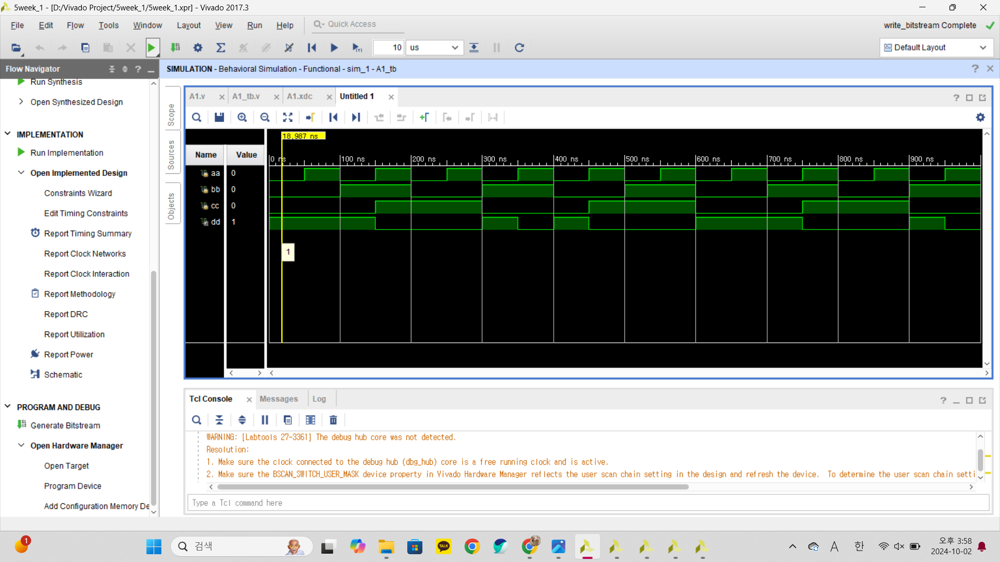 5week_1 - [D:/Vivado Project/5week_1/5week_1.xpr] - Vivado 2017.3
File Edit Flow Tools Window Layout View Run Help Quick Access write_bitstream Complete
10 us Default Layout
Flow Navigator
SIMULATION - Behavioral Simulation - Functional - sim_1 - A1_tb
Run Synthesis
Open Synthesized Design
IMPLEMENTATION
Run Implementation
Open Implemented Design
Constraints Wizard
Edit Timing Constraints
Report Timing Summary
Report Clock Networks
Report Clock Interaction
Report Methodology
Report DRC
Report Utilization
Report Power
Schematic
PROGRAM AND DEBUG
Generate Bitstream
Open Hardware Manager
Open Target
Program Device
Add Configuration Memory De
Scope
Sources
Objects
A1.v A1_tb.v A1.xdc Untitled 1
18.987 ns
Name Value
0 ns 100 ns 200 ns 300 ns 400 ns 500 ns 600 ns 700 ns 800 ns 900 ns
aa 0
bb 0
cc 0
dd 1
1
Tcl Console Messages Log
WARNING: [Labtools 27-3361] The debug hub core was not detected.
Resolution:
1. Make sure the clock connected to the debug hub (dbg_hub) core is a free running clock and is active.
2. Make sure the BSCAN_SWITCH_USER_MASK device property in Vivado Hardware Manager reflects the user scan chain setting in the design and refresh the device.  To determine the user scan chain setti
Type a Tcl command here
1
검색
TALK
A 한
오후 3:58
2024-10-02